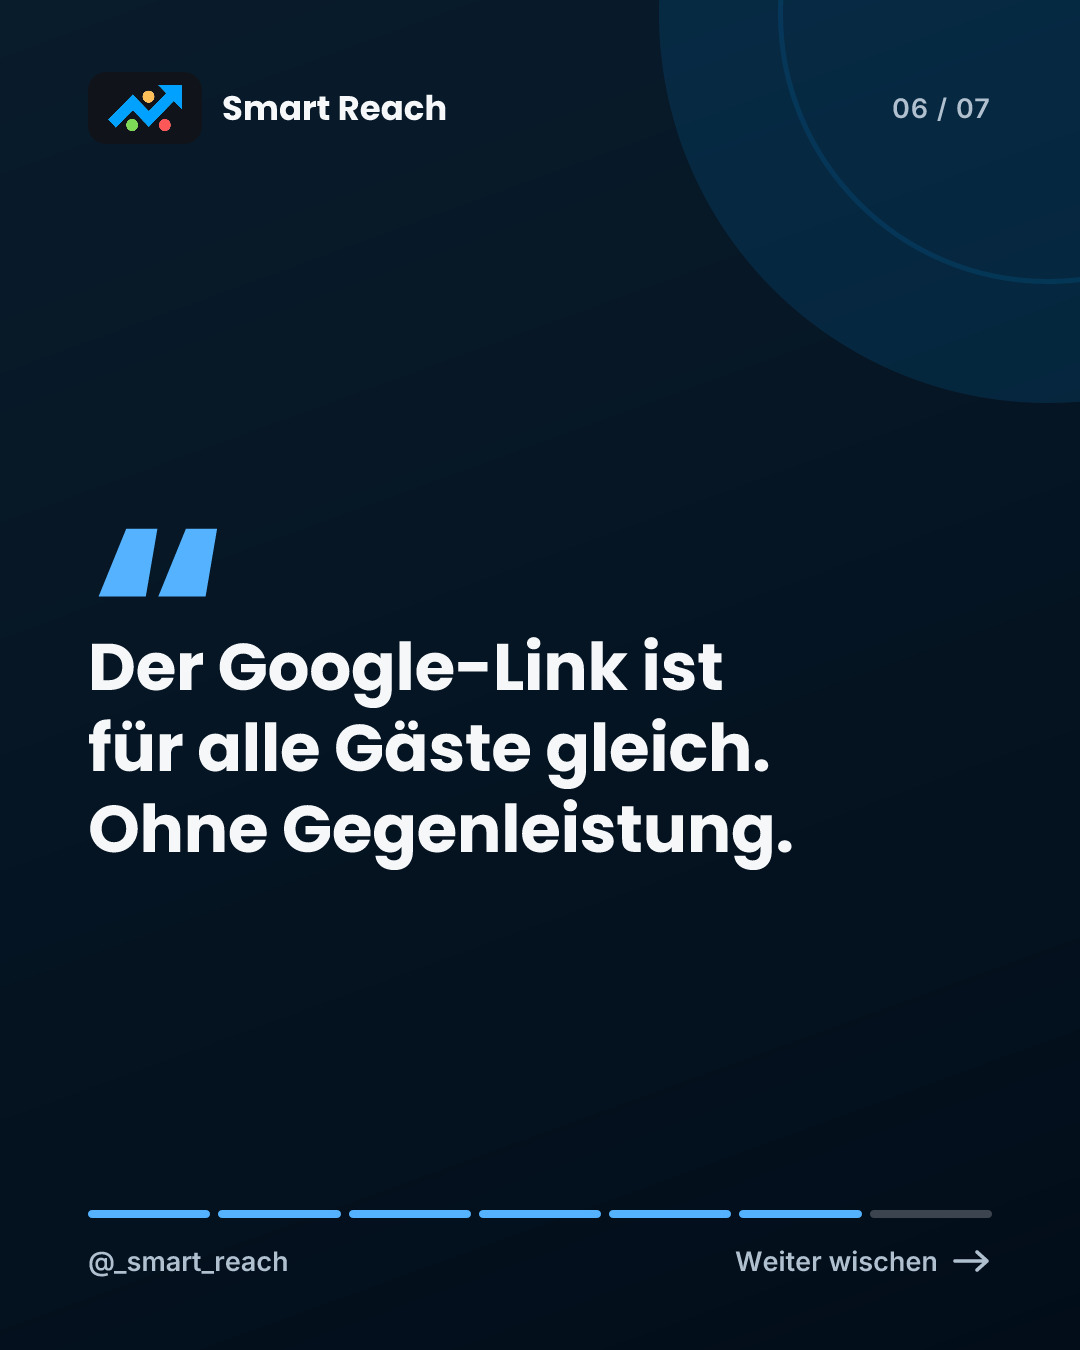 Smart Reach
06 / 07
“
Der Google-Link ist
für alle Gäste gleich.
Ohne Gegenleistung.
@_smart_reach
Weiter wischen →